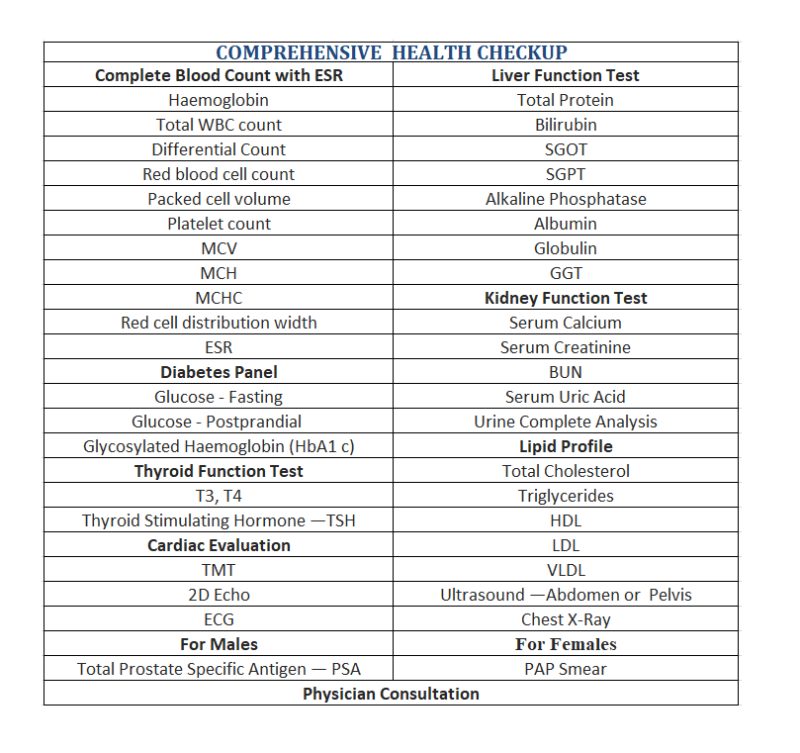 COMPREHENSIVE HEALTH CHECKUP
Complete Blood Count with ESR Liver Function Test
Haemoglobin Total Protein
Total WBC count Bilirubin
Differential Count SGOT
Red blood cell count SGPT
Packed cell volume Alkaline Phosphatase
Platelet count Albumin
MCV Globulin
MCH GGT
MCHC Kidney Function Test
Red cell distribution width Serum Calcium
ESR Serum Creatinine
Diabetes Panel BUN
Glucose - Fasting Serum Uric Acid
Glucose - Postprandial Urine Complete Analysis
Glycosylated Haemoglobin (HbA1 c) Lipid Profile
Thyroid Function Test Total Cholesterol
T3, T4 Triglycerides
Thyroid Stimulating Hormone —TSH HDL
Cardiac Evaluation LDL
TMT VLDL
2D Echo Ultrasound —Abdomen or Pelvis
ECG Chest X-Ray
For Males For Females
Total Prostate Specific Antigen — PSA PAP Smear
Physician Consultation